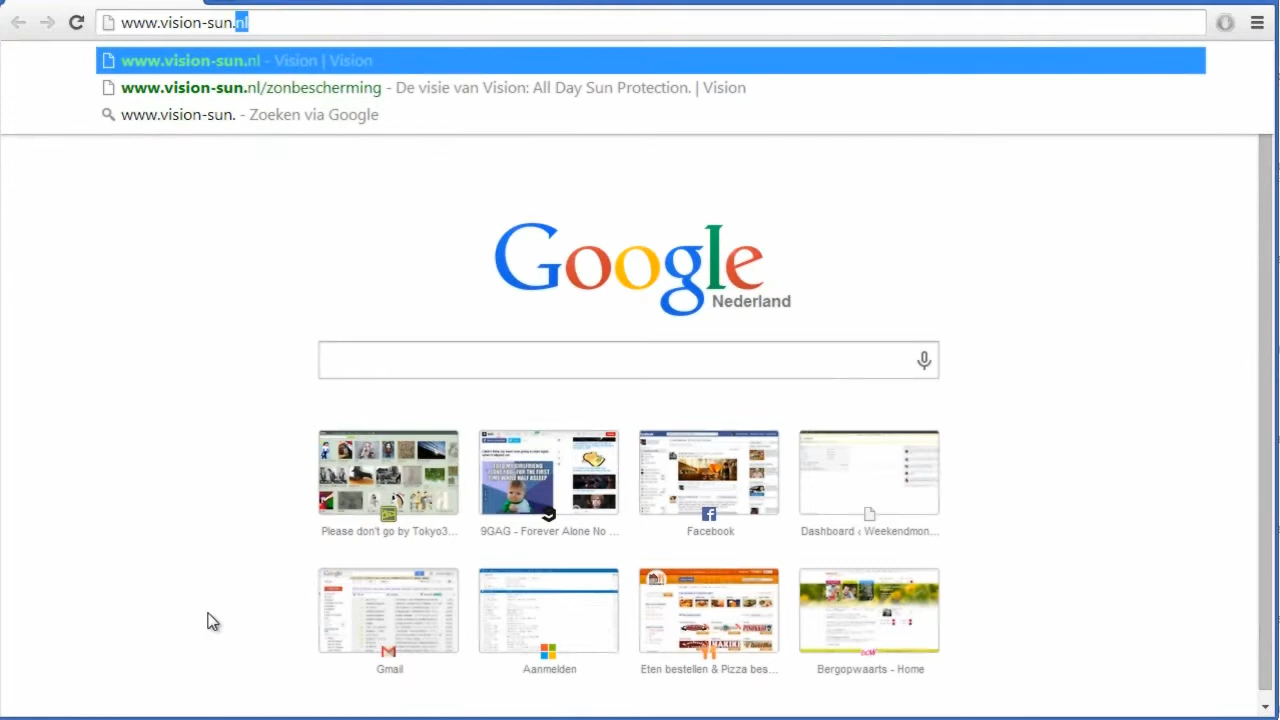 www.vision-sun.nl
www.vision-sun.nl - Vision | Vision
www.vision-sun.nl/zonbescherming - De visie van Vision: All Day Sun Protection. | Vision
www.vision-sun. - Zoeken via Google
Google
Nederland
Please don't go by Tokyo3...
9GAG - Forever Alone No ...
Facebook
Dashboard ‹ Weekendmon...
Gmail
Aanmelden
Eten bestellen & Pizza bes...
Bergopwaarts - Home